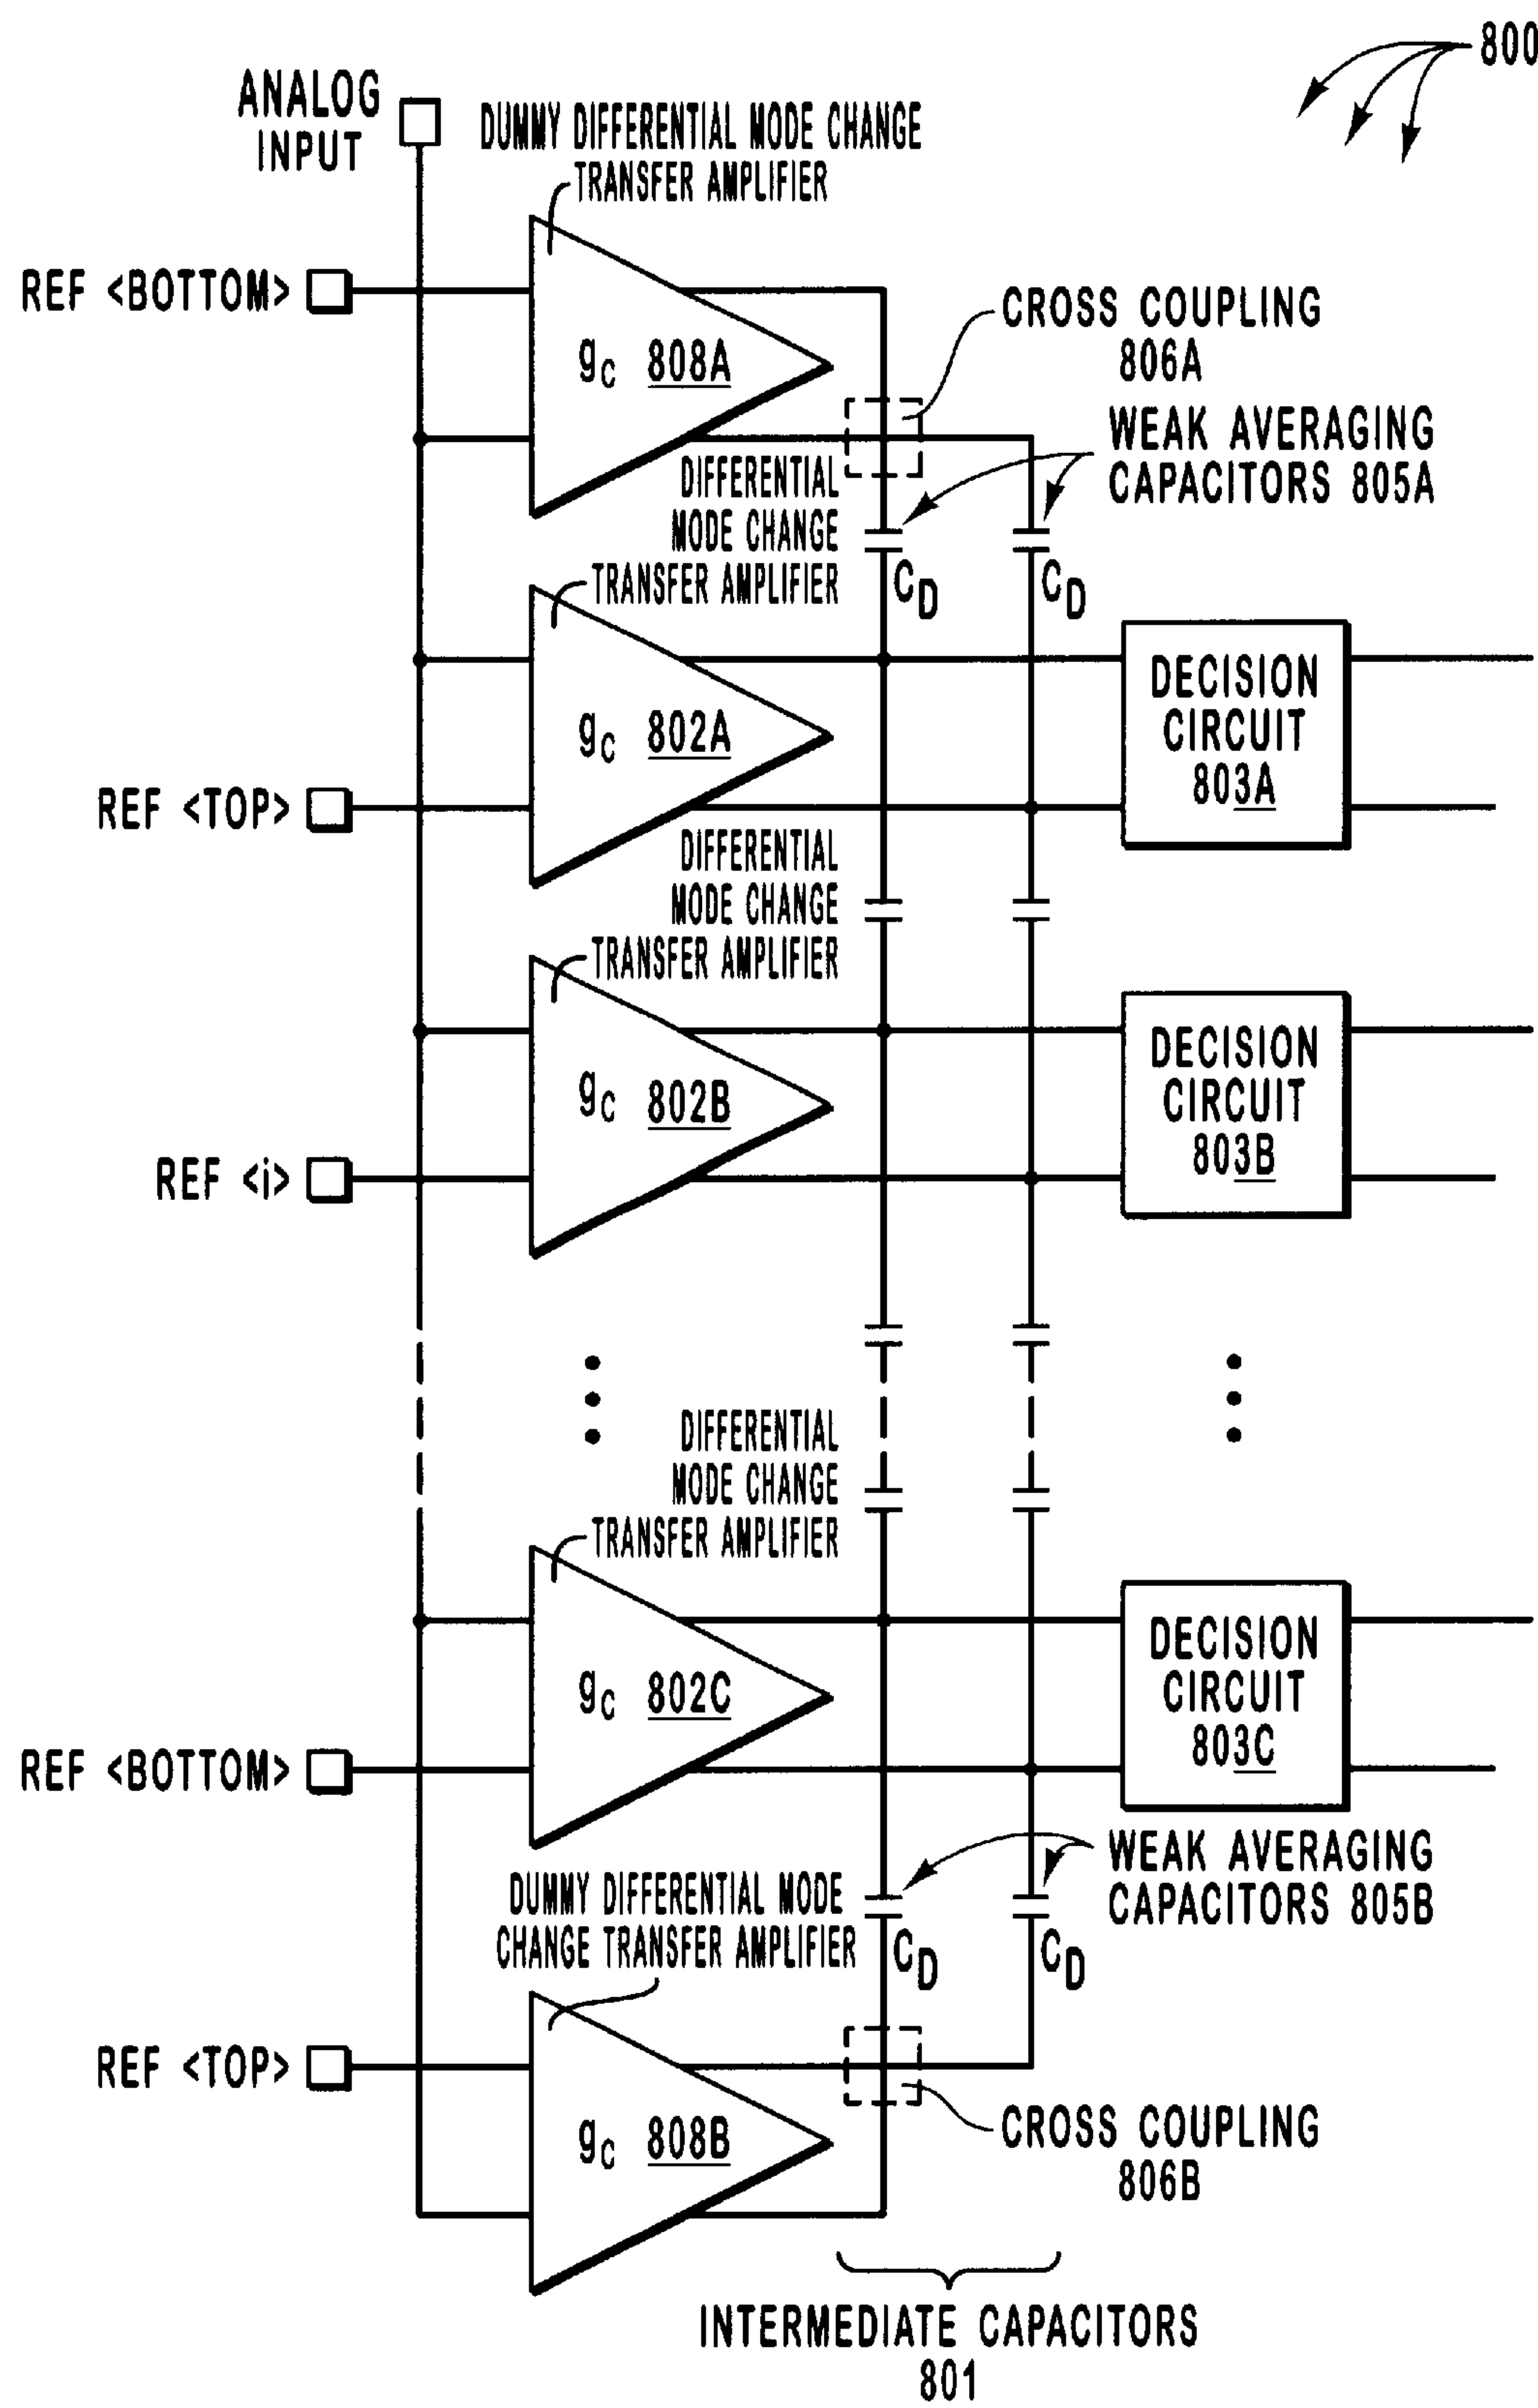 800
ANALOG
INPUT
DUMMY DIFFERENTIAL MODE CHANGE
TRANSFER AMPLIFIER
REF <BOTTOM>
gC 808A
CROSS COUPLING
806A
WEAK AVERAGING
CAPACITORS 805A
DIFFERENTIAL
MODE CHANGE
TRANSFER AMPLIFIER
CD
CD
gC 802A
DECISION
CIRCUIT
803A
REF <TOP>
DIFFERENTIAL
MODE CHANGE
TRANSFER AMPLIFIER
gC 802B
DECISION
CIRCUIT
803B
REF <i>
DIFFERENTIAL
MODE CHANGE
TRANSFER AMPLIFIER
gC 802C
DECISION
CIRCUIT
803C
REF <BOTTOM>
WEAK AVERAGING
CAPACITORS 805B
DUMMY DIFFERENTIAL MODE
CHANGE TRANSFER AMPLIFIER
CD
CD
REF <TOP>
gC 808B
CROSS COUPLING
806B
INTERMEDIATE CAPACITORS
801